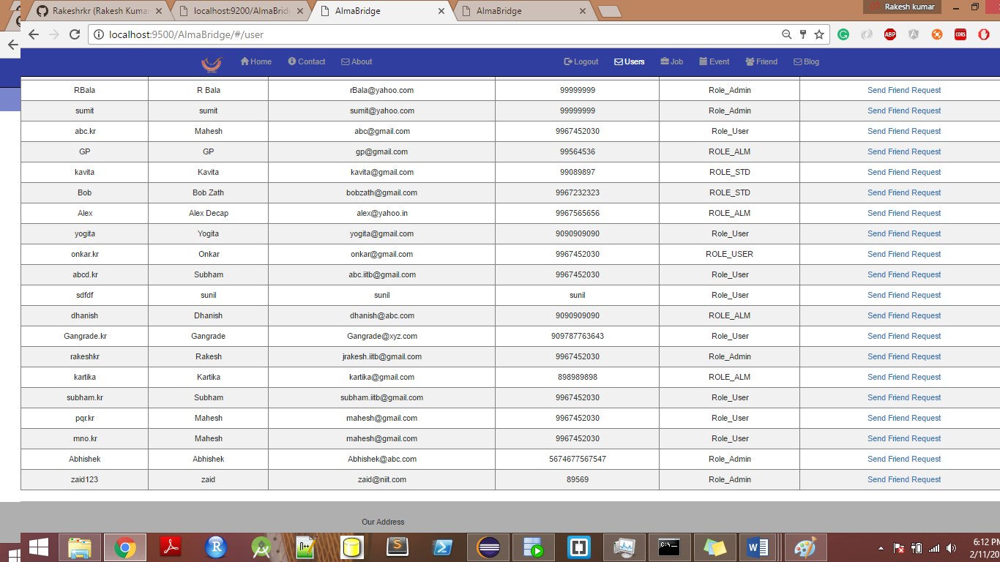 Rakeshrkr (Rakesh Kuma
localhost:9200/AlmaBridg
AlmaBridge
AlmaBridge
Rakesh kumar
localhost:9500/AlmaBridge/#/user
ABP
CORS
Home Contact About Logout Users Job Event Friend Blog
RBala R Bala rBala@yahoo.com 99999999 Role_Admin Send Friend Request
sumit sumit sumit@yahoo.com 99999999 Role_Admin Send Friend Request
abc.kr Mahesh abc@gmail.com 9967452030 Role_User Send Friend Request
GP GP gp@gmail.com 99564536 ROLE_ALM Send Friend Request
kavita Kavita kavita@gmail.com 99089897 ROLE_STD Send Friend Request
Bob Bob Zath bobzath@gmail.com 9967232323 ROLE_STD Send Friend Request
Alex Alex Decap alex@yahoo.in 9967565656 ROLE_ALM Send Friend Request
yogita Yogita yogita@gmail.com 9090909090 Role_User Send Friend Request
onkar.kr Onkar onkar@gmail.com 9967452030 ROLE_USER Send Friend Request
abcd.kr Subham abc.iitb@gmail.com 9967452030 Role_User Send Friend Request
sdfdf sunil sunil sunil Role_User Send Friend Request
dhanish Dhanish dhanish@abc.com 9090909090 ROLE_ALM Send Friend Request
Gangrade.kr Gangrade Gangrade@xyz.com 909787763643 Role_User Send Friend Request
rakeshkr Rakesh jrakesh.iitb@gmail.com 9967452030 Role_Admin Send Friend Request
kartika Kartika kartika@gmail.com 898989898 ROLE_ALM Send Friend Request
subham.kr Subham subham.iitb@gmail.com 9967452030 Role_User Send Friend Request
pqr.kr Mahesh mahesh@gmail.com 9967452030 Role_User Send Friend Request
mno.kr Mahesh mahesh@gmail.com 9967452030 Role_User Send Friend Request
Abhishek Abhishek Abhishek@abc.com 5674677567547 Role_Admin Send Friend Request
zaid123 zaid zaid@niit.com 89569 Role_Admin Send Friend Request
Our Address
6:12 PM
2/11/20